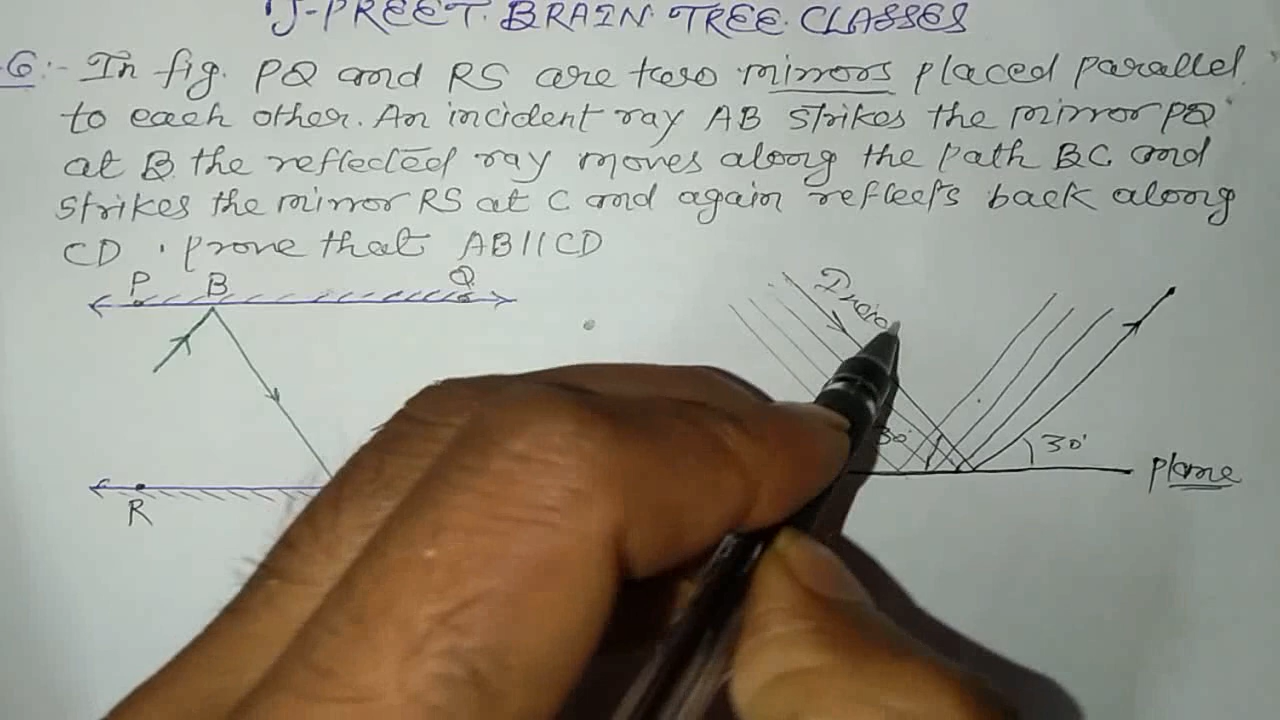 J-PREET. BRAIN. TREE. CLASSES
6:- In fig. PQ and RS are two mirrors placed parallel
to each other. An incident ray AB strikes the mirror PQ
at B the reflected ray moves along the path BC and
strikes the mirror RS at C and again reflects back along
CD. prove that AB||CD
P B Q
30°
30°
plane
R